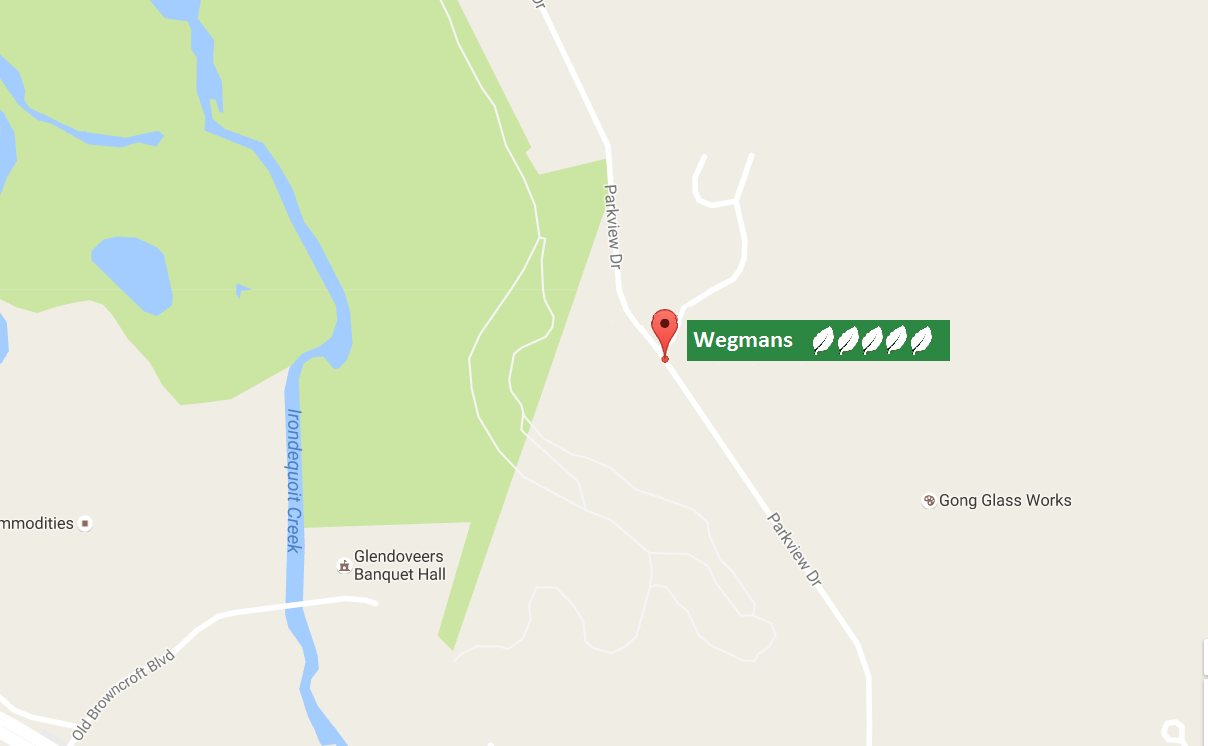 Dr
Parkview Dr
Wegmans
Irondequoit Creek
Gong Glass Works
mmodities
Parkview Dr
Glendoveers
Banquet Hall
Old Browncroft Blvd